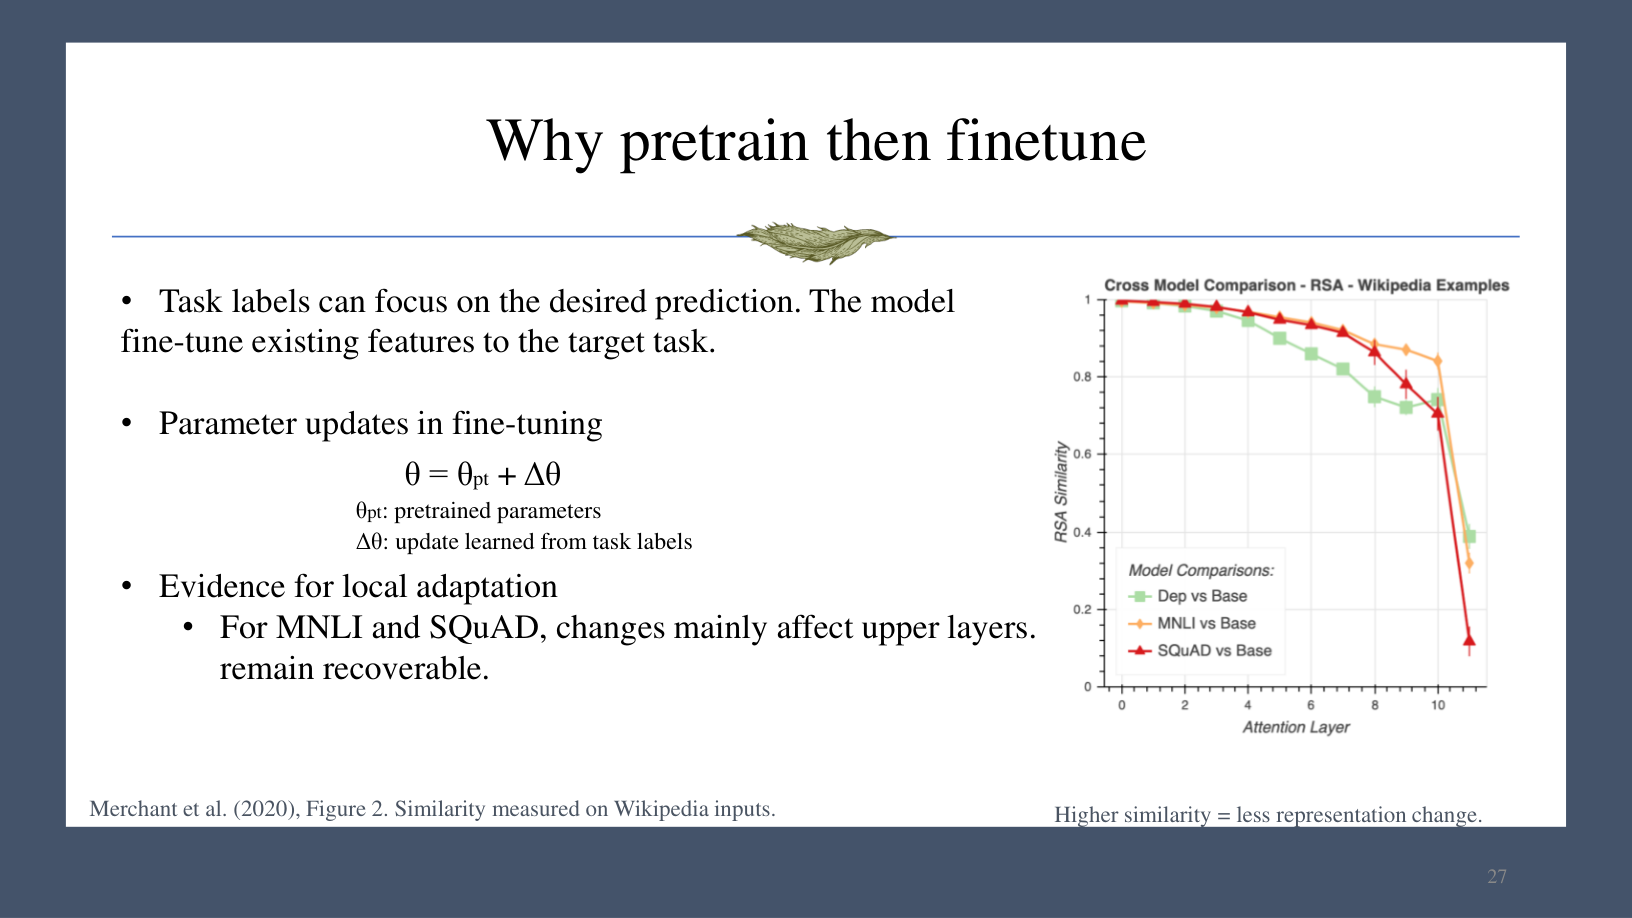 Why pretrain then finetune
• Task labels can focus on the desired prediction. The model
fine-tune existing features to the target task.
• Parameter updates in fine-tuning
θ = θpt + Δθ
θpt: pretrained parameters
Δθ: update learned from task labels
• Evidence for local adaptation
• For MNLI and SQuAD, changes mainly affect upper layers.
remain recoverable.
Cross Model Comparison - RSA - Wikipedia Examples
1
0.8
0.6
0.4
0.2
0
RSA Similarity
Model Comparisons:
Dep vs Base
MNLI vs Base
SQuAD vs Base
0 2 4 6 8 10
Attention Layer
Merchant et al. (2020), Figure 2. Similarity measured on Wikipedia inputs.
Higher similarity = less representation change.
27